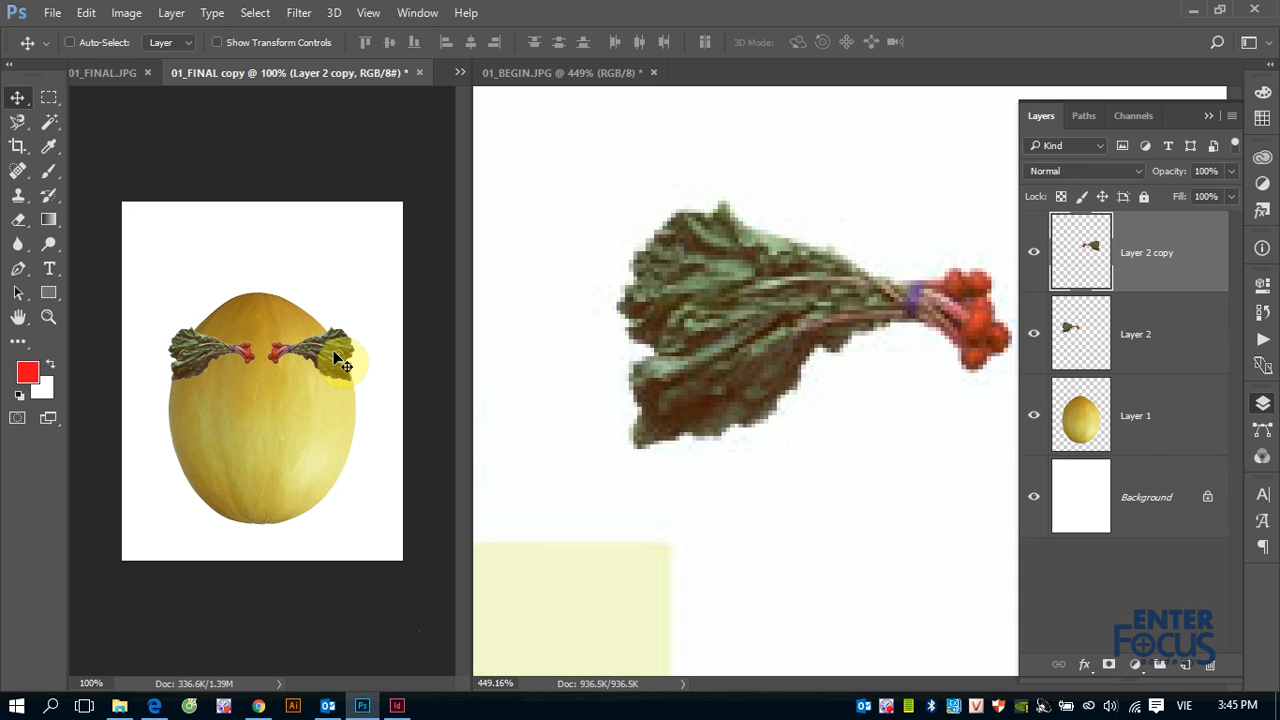 Ps File Edit Image Layer Type Select Filter 3D View Window Help
Auto-Select: Layer Show Transform Controls 3D Mode:
01_FINAL.JPG × 01_FINAL copy @ 100% (Layer 2 copy, RGB/8#) * × 01_BEGIN.JPG @ 449% (RGB/8) * ×
Layers Paths Channels
Kind
Normal Opacity: 100%
Lock: Fill: 100%
Layer 2 copy
Layer 2
Layer 1
Background
ENTER
FOCUS
100% Doc: 336.6K/1.39M 449.16% Doc: 936.5K/936.5K
VIE 3:45 PM